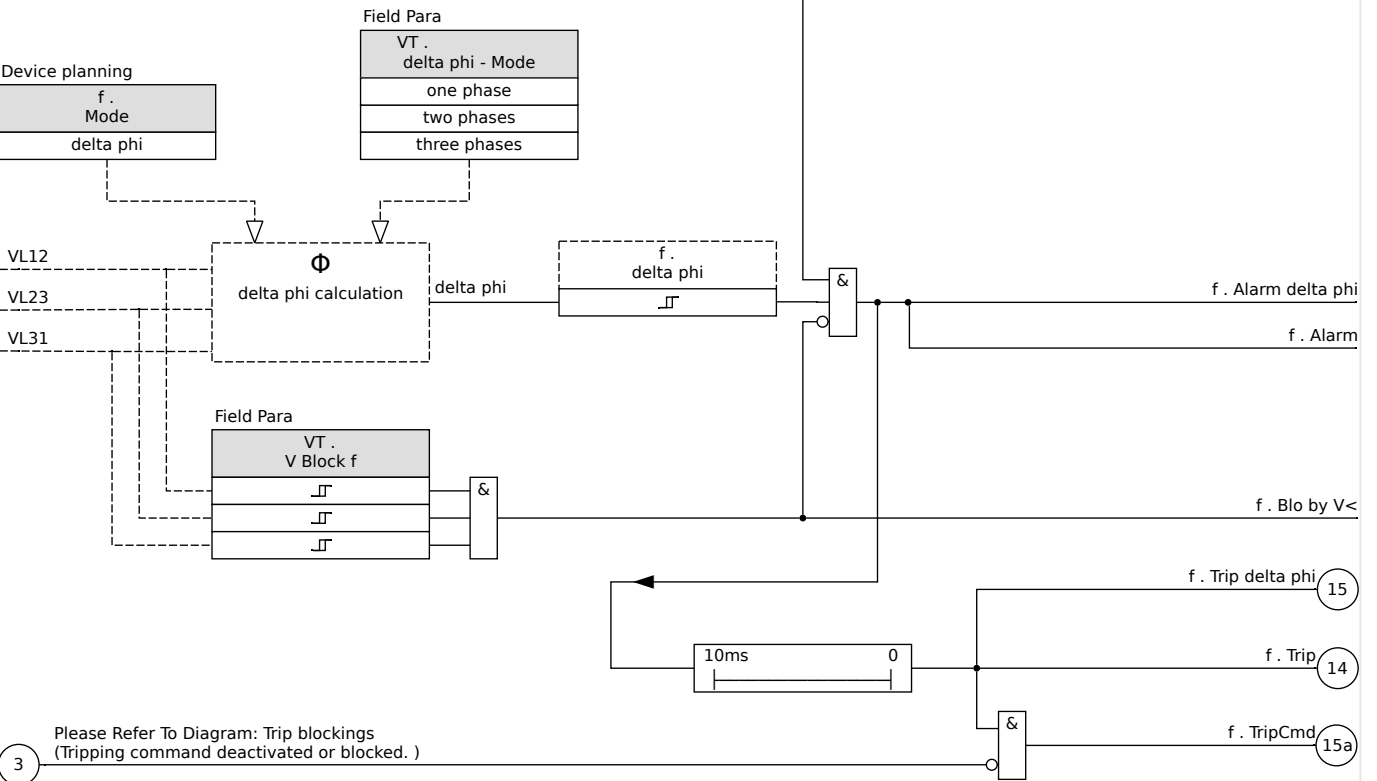 Field Para
VT .
delta phi - Mode
one phase
two phases
three phases
Device planning
f .
Mode
delta phi
VL12
VL23
VL31
Φ
delta phi calculation
delta phi
f .
delta phi
&
f . Alarm delta phi
f . Alarm
Field Para
VT .
V Block f
&
f . Blo by V<
f . Trip delta phi
15
10ms 0
f . Trip
14
&
f . TripCmd
15a
Please Refer To Diagram: Trip blockings
(Tripping command deactivated or blocked. )
3